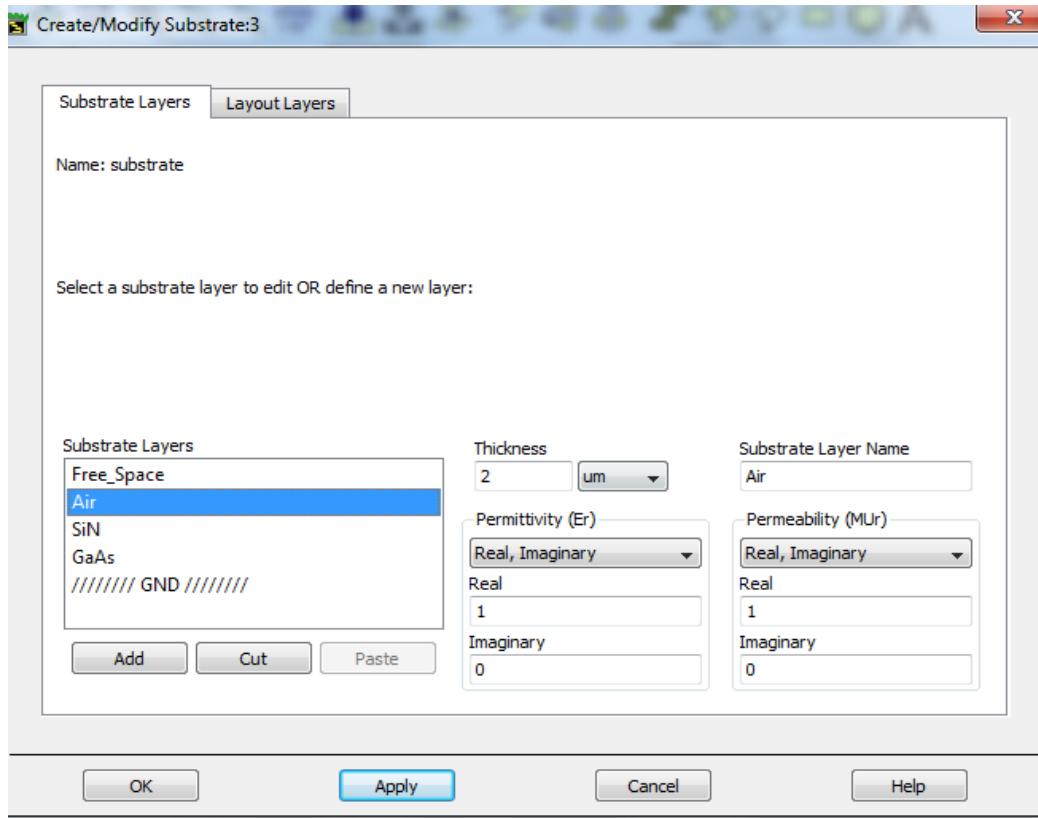 Create/Modify Substrate:3
x
Substrate Layers
Layout Layers
Name: substrate
Select a substrate layer to edit OR define a new layer:
Substrate Layers
Free_Space
Air
SiN
GaAs
//////// GND ////////
Add
Cut
Paste
Thickness
2
um
Substrate Layer Name
Air
Permittivity (Er)
Real, Imaginary
Real
1
Imaginary
0
Permeability (MUr)
Real, Imaginary
Real
1
Imaginary
0
OK
Apply
Cancel
Help